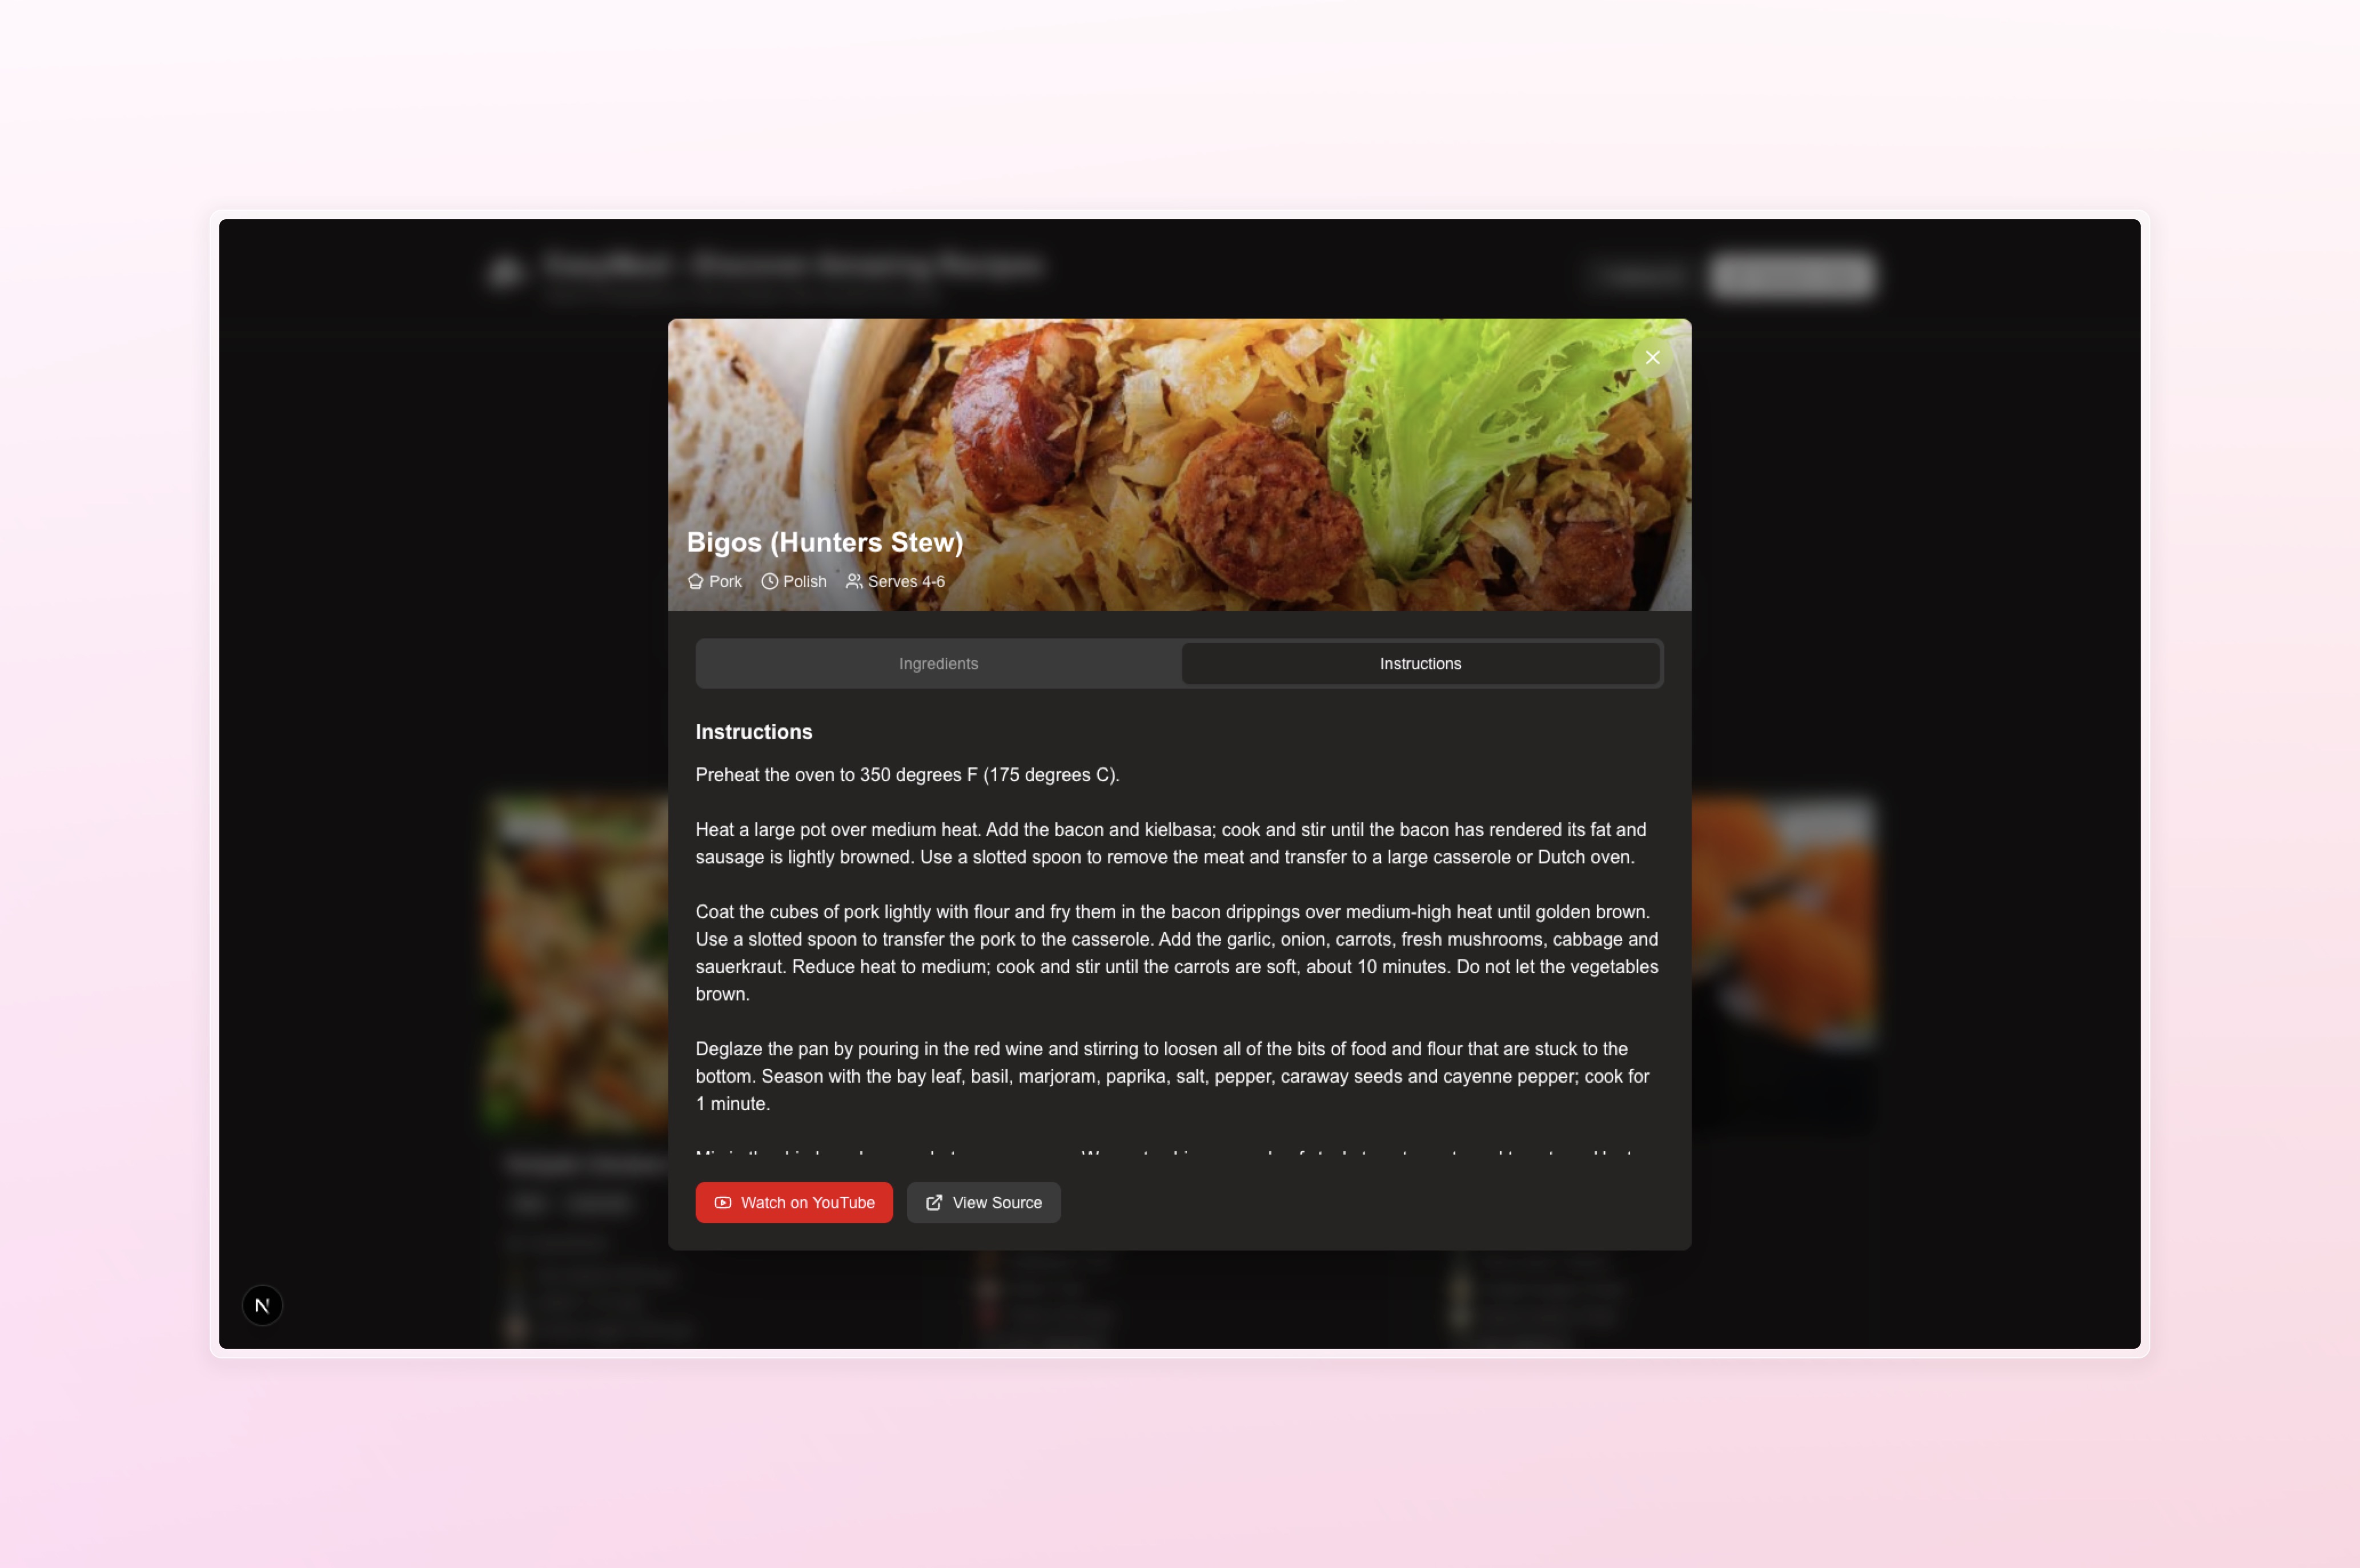 EasyMeal - Discover Amazing Recipes
Bigos (Hunters Stew)
Pork Polish Serves 4-6
Ingredients Instructions
Instructions
Preheat the oven to 350 degrees F (175 degrees C).
Heat a large pot over medium heat. Add the bacon and kielbasa; cook and stir until the bacon has rendered its fat and
sausage is lightly browned. Use a slotted spoon to remove the meat and transfer to a large casserole or Dutch oven.
Coat the cubes of pork lightly with flour and fry them in the bacon drippings over medium-high heat until golden brown.
Use a slotted spoon to transfer the pork to the casserole. Add the garlic, onion, carrots, fresh mushrooms, cabbage and
sauerkraut. Reduce heat to medium; cook and stir until the carrots are soft, about 10 minutes. Do not let the vegetables
brown.
Deglaze the pan by pouring in the red wine and stirring to loosen all of the bits of food and flour that are stuck to the
bottom. Season with the bay leaf, basil, marjoram, paprika, salt, pepper, caraway seeds and cayenne pepper; cook for
1 minute.
Watch on YouTube View Source
N